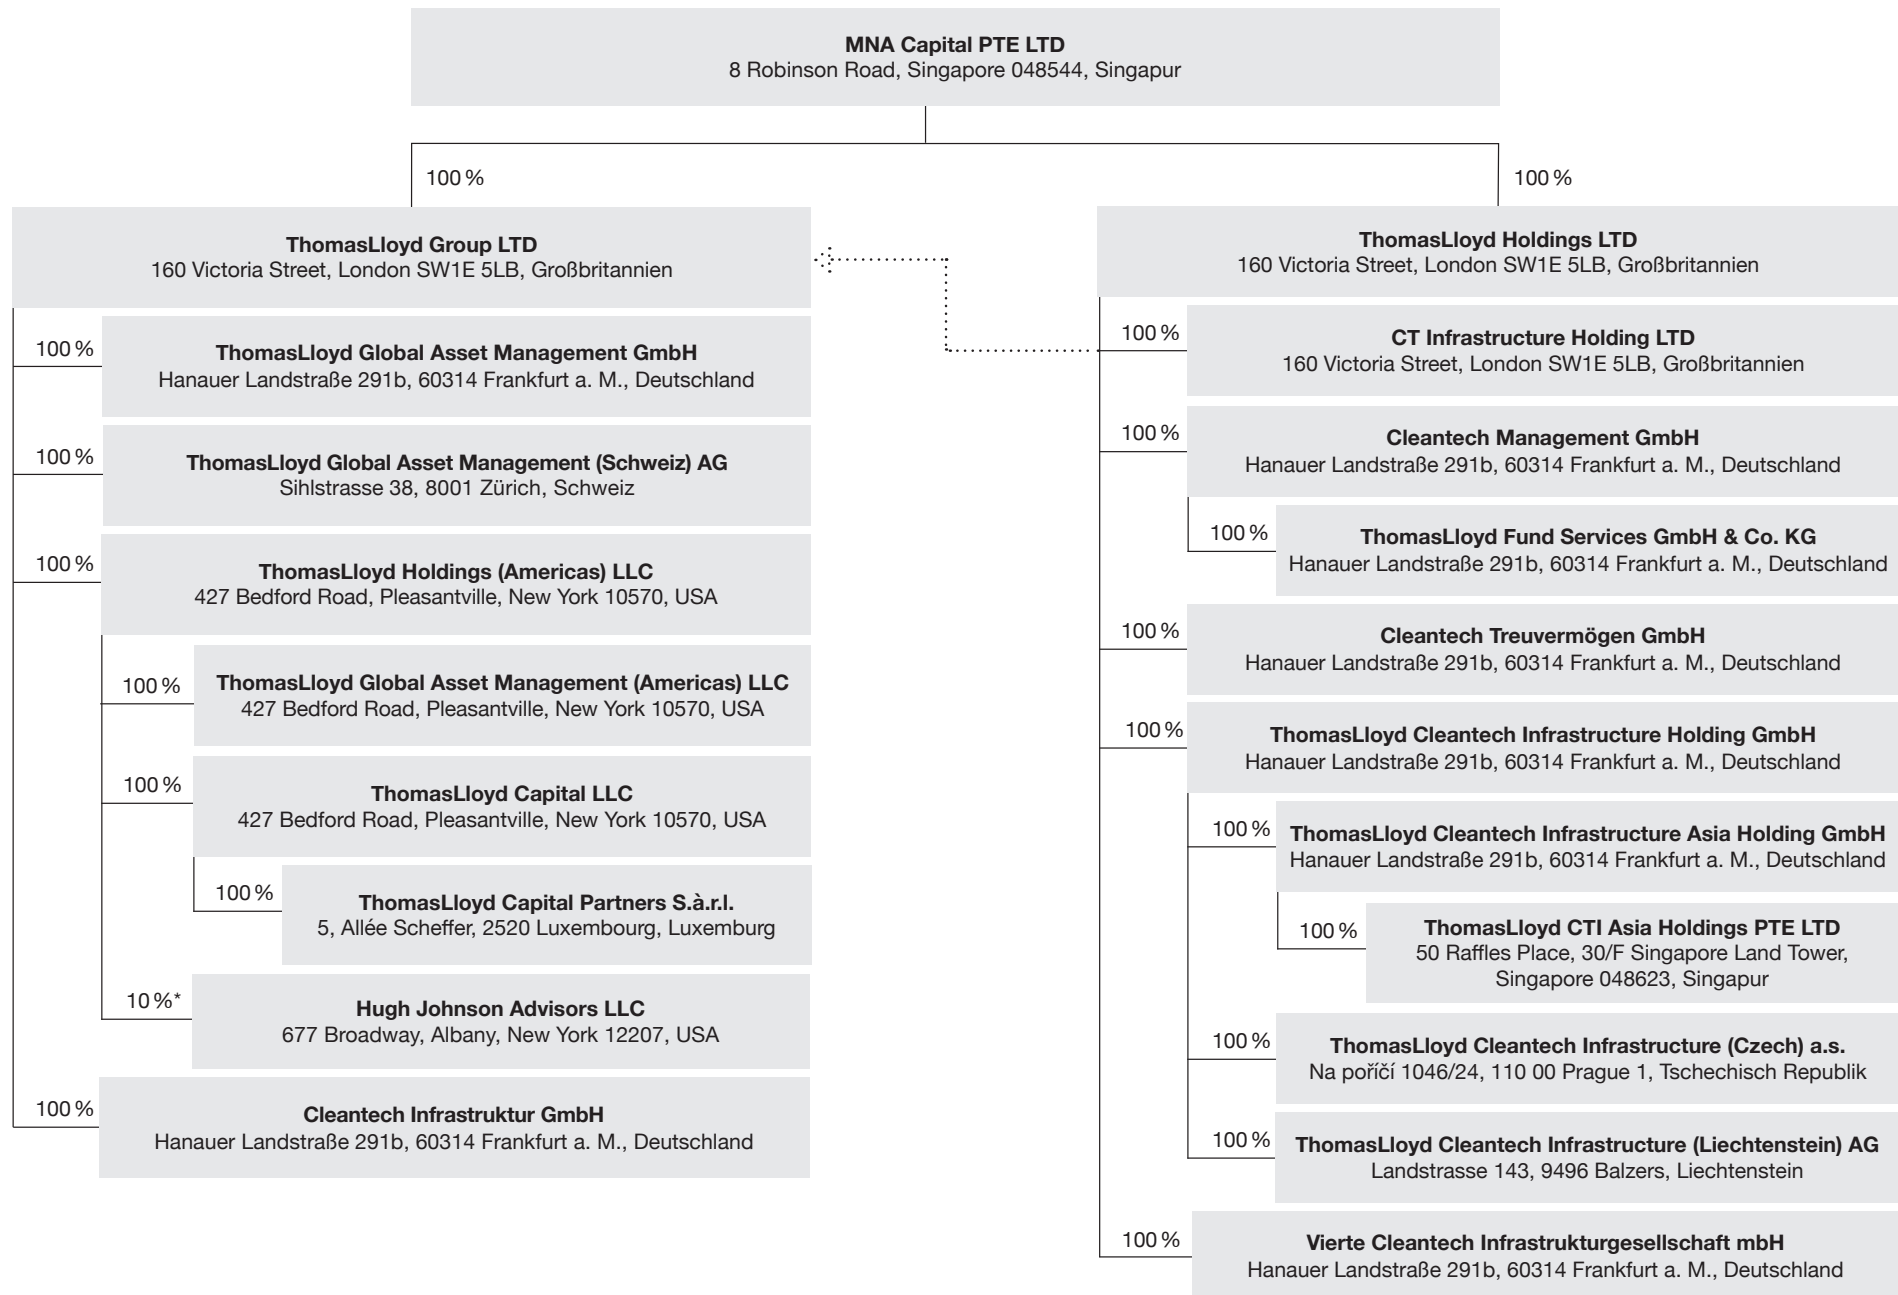 MNA Capital PTE LTD
8 Robinson Road, Singapore 048544, Singapur
100 %
100 %
ThomasLloyd Group LTD
160 Victoria Street, London SW1E 5LB, Großbritannien
100 %
ThomasLloyd Global Asset Management GmbH
Hanauer Landstraße 291b, 60314 Frankfurt a. M., Deutschland
100 %
ThomasLloyd Global Asset Management (Schweiz) AG
Sihlstrasse 38, 8001 Zürich, Schweiz
100 %
ThomasLloyd Holdings (Americas) LLC
427 Bedford Road, Pleasantville, New York 10570, USA
100 %
ThomasLloyd Global Asset Management (Americas) LLC
427 Bedford Road, Pleasantville, New York 10570, USA
100 %
ThomasLloyd Capital LLC
427 Bedford Road, Pleasantville, New York 10570, USA
100 %
ThomasLloyd Capital Partners S.à.r.l.
5, Allée Scheffer, 2520 Luxembourg, Luxemburg
10 %*
Hugh Johnson Advisors LLC
677 Broadway, Albany, New York 12207, USA
100 %
Cleantech Infrastruktur GmbH
Hanauer Landstraße 291b, 60314 Frankfurt a. M., Deutschland
ThomasLloyd Holdings LTD
160 Victoria Street, London SW1E 5LB, Großbritannien
100 %
CT Infrastructure Holding LTD
160 Victoria Street, London SW1E 5LB, Großbritannien
100 %
Cleantech Management GmbH
Hanauer Landstraße 291b, 60314 Frankfurt a. M., Deutschland
100 %
ThomasLloyd Fund Services GmbH & Co. KG
Hanauer Landstraße 291b, 60314 Frankfurt a. M., Deutschland
100 %
Cleantech Treuvermögen GmbH
Hanauer Landstraße 291b, 60314 Frankfurt a. M., Deutschland
100 %
ThomasLloyd Cleantech Infrastructure Holding GmbH
Hanauer Landstraße 291b, 60314 Frankfurt a. M., Deutschland
100 %
ThomasLloyd Cleantech Infrastructure Asia Holding GmbH
Hanauer Landstraße 291b, 60314 Frankfurt a. M., Deutschland
100 %
ThomasLloyd CTI Asia Holdings PTE LTD
50 Raffles Place, 30/F Singapore Land Tower,
Singapore 048623, Singapur
100 %
ThomasLloyd Cleantech Infrastructure (Czech) a.s.
Na poříčí 1046/24, 110 00 Prague 1, Tschechisch Republik
100 %
ThomasLloyd Cleantech Infrastructure (Liechtenstein) AG
Landstrasse 143, 9496 Balzers, Liechtenstein
100 %
Vierte Cleantech Infrastrukturgesellschaft mbH
Hanauer Landstraße 291b, 60314 Frankfurt a. M., Deutschland